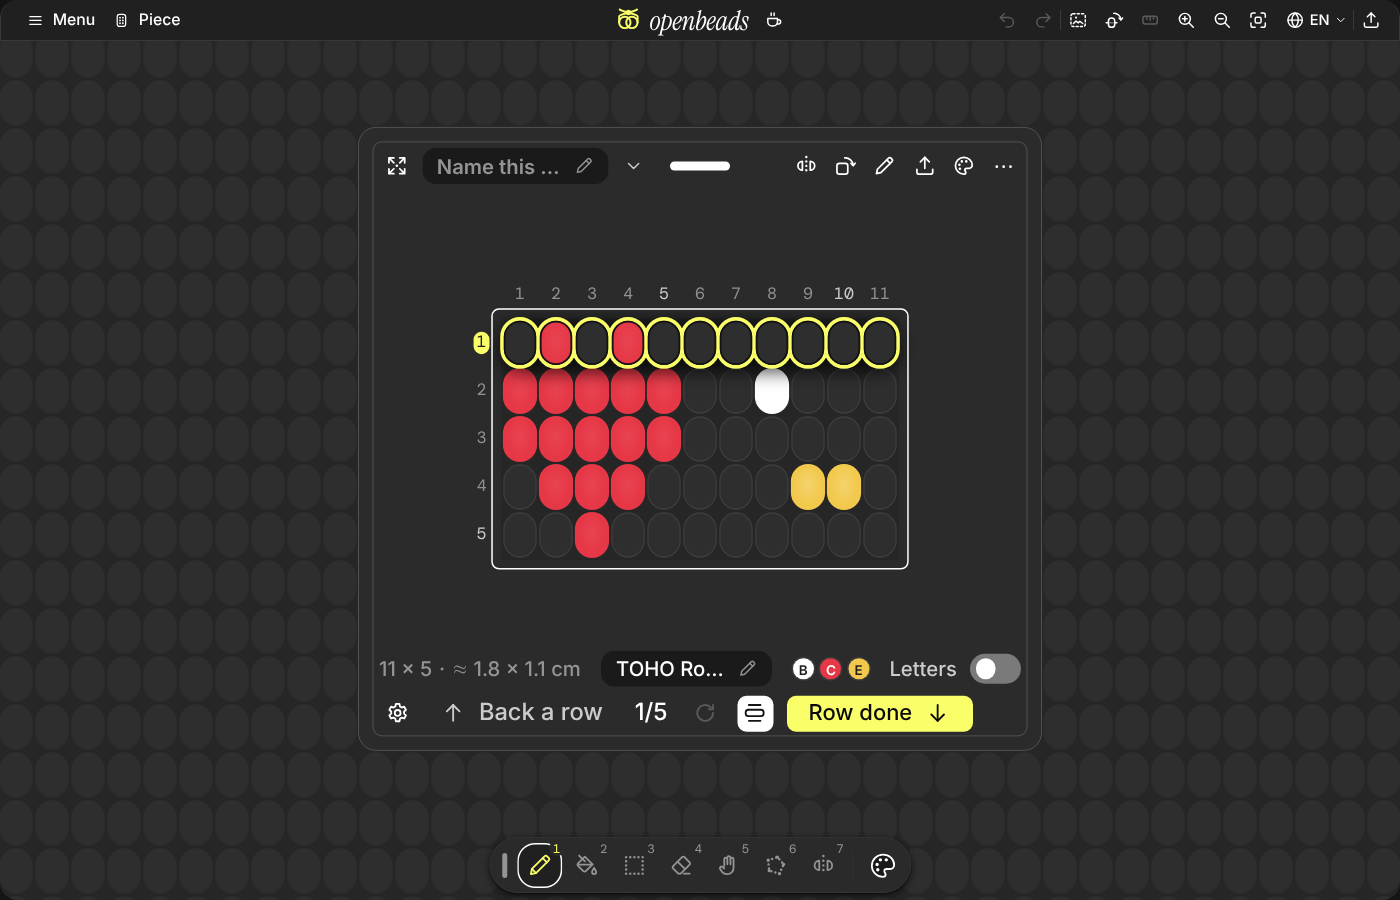 Menu Piece openbeads EN
Name this ...
1 2 3 4 5 6 7 8 9 10 11
1
2
3
4
5
11 × 5 · ≈ 1.8 × 1.1 cm TOHO Ro... B C E Letters
Back a row 1/5 Row done
1 2 3 4 5 6 7